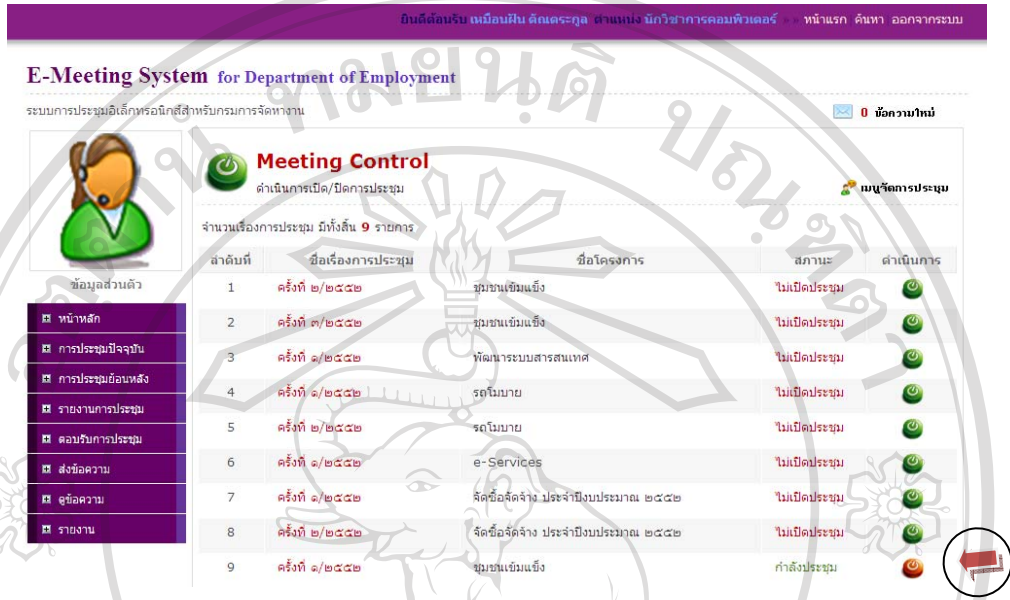 ยินดีต้อนรับ เหมือนฝัน ตำแหน่ง นักวิชาการคอมพิวเตอร์ »» หน้าแรก ค้นหา ออกจากระบบ
E-Meeting System for Department of Employment
ระบบการประชุมอิเล็กทรอนิกส์สำหรับกรมการจัดหางาน
0 ข้อความใหม่
Meeting Control
ดำเนินการเปิด/ปิดการประชุม
เมนูจัดการประชุม
จำนวนเรื่องการประชุม มีทั้งสิ้น 9 รายการ
ลำดับที่ ชื่อเรื่องการประชุม ชื่อโครงการ สภานะ ดำเนินการ
1 ครั้งที่ ๒/๒๕๕๒ ชุมชนเข้มแข็ง ไม่เปิดประชุม
2 ครั้งที่ ๓/๒๕๕๒ ชุมชนเข้มแข็ง ไม่เปิดประชุม
3 ครั้งที่ ๑/๒๕๕๒ พัฒนาระบบสารสนเทศ ไม่เปิดประชุม
4 ครั้งที่ ๑/๒๕๕๒ รถโมบาย ไม่เปิดประชุม
5 ครั้งที่ ๒/๒๕๕๒ รถโมบาย ไม่เปิดประชุม
6 ครั้งที่ ๑/๒๕๕๒ e-Services ไม่เปิดประชุม
7 ครั้งที่ ๑/๒๕๕๒ จัดซื้อจัดจ้าง ประจำปีงบประมาณ ๒๕๕๒ ไม่เปิดประชุม
8 ครั้งที่ ๒/๒๕๕๒ จัดซื้อจัดจ้าง ประจำปีงบประมาณ ๒๕๕๒ ไม่เปิดประชุม
9 ครั้งที่ ๑/๒๕๕๒ ชุมชนเข้มแข็ง กำลังประชุม
ข้อมูลส่วนตัว
หน้าหลัก
การประชุมปัจจุบัน
การประชุมย้อนหลัง
รายงานการประชุม
ตอบรับการประชุม
ส่งข้อความ
ดูข้อความ
รายงาน